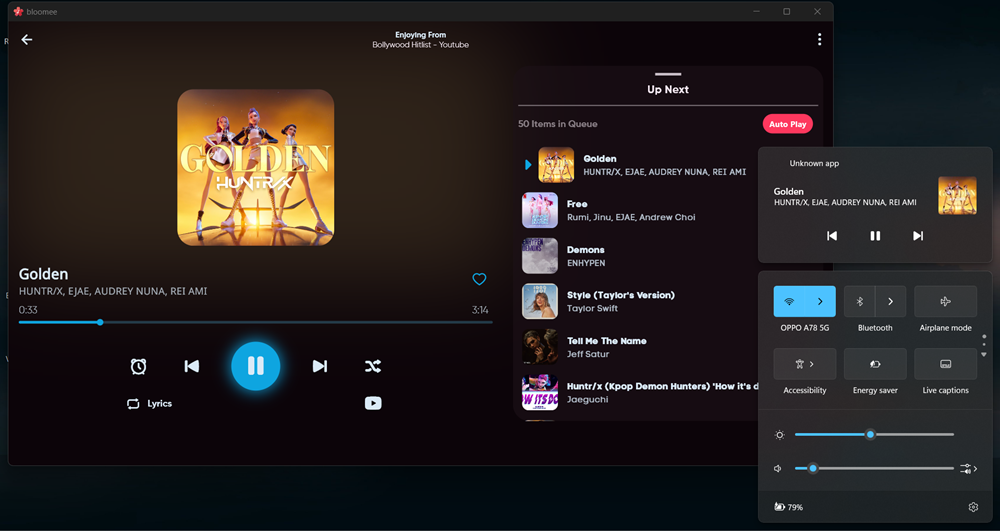 bloomee
Enjoying From
Bollywood Hitlist - Youtube
GOLDEN
HUNTR/X
Golden
HUNTR/X, EJAE, AUDREY NUNA, REI AMI
0:33
3:14
Lyrics
Up Next
50 Items in Queue
Auto Play
Golden
HUNTR/X, EJAE, AUDREY NUNA, REI AMI
Free
Rumi, Jinu, EJAE, Andrew Choi
Demons
ENHYPEN
Style (Taylor's Version)
Taylor Swift
Tell Me The Name
Jeff Satur
Huntr/x (Kpop Demon Hunters) 'How it's d
Jaeguchi
Unknown app
Golden
HUNTR/X, EJAE, AUDREY NUNA, REI AMI
OPPO A78 5G
Bluetooth
Airplane mode
Accessibility
Energy saver
Live captions
79%